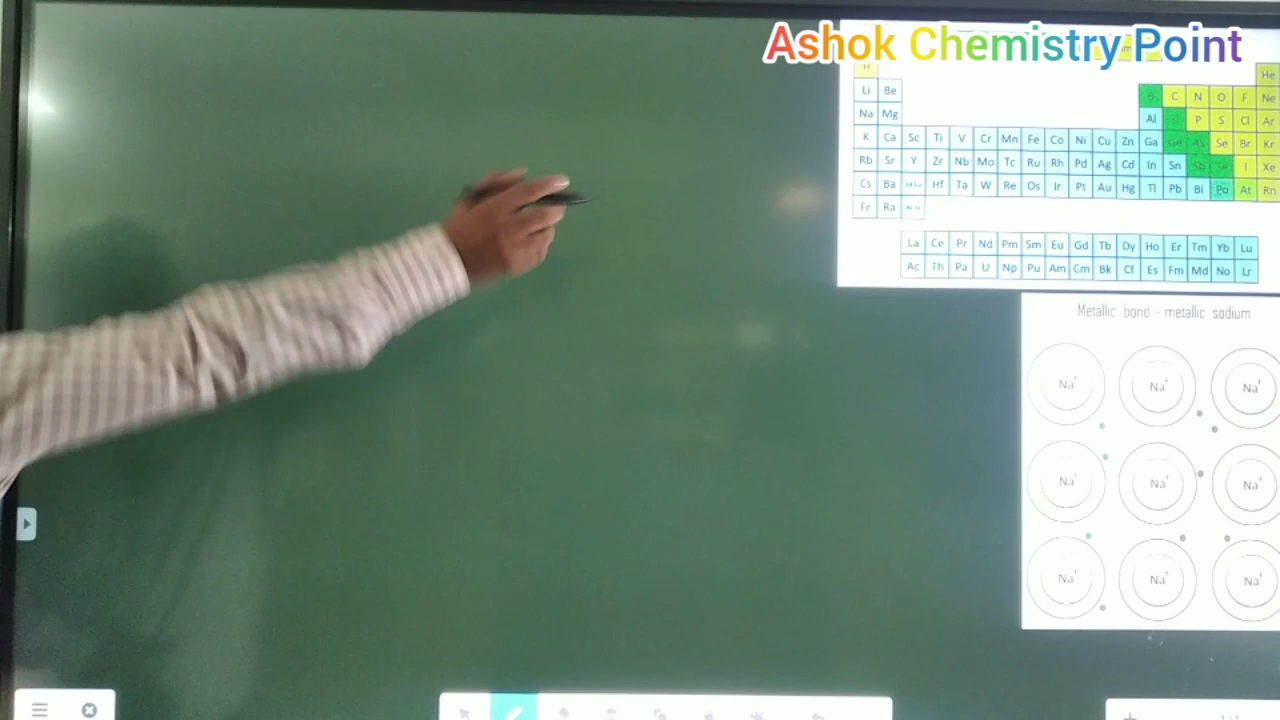 Ashok Chemistry Point
H He
Li Be B C N O F Ne
Na Mg Al Si P S Cl Ar
K Ca Sc Ti V Cr Mn Fe Co Ni Cu Zn Ga Ge As Se Br Kr
Rb Sr Y Zr Nb Mo Tc Ru Rh Pd Ag Cd In Sn Sb Te I Xe
Cs Ba Hf Ta W Re Os Ir Pt Au Hg Tl Pb Bi Po At Rn
Fr Ra
La Ce Pr Nd Pm Sm Eu Gd Tb Dy Ho Er Tm Yb Lu
Ac Th Pa U Np Pu Am Cm Bk Cf Es Fm Md No Lr
Metallic bond - metallic sodium
Na⁺ Na⁺ Na⁺
Na⁺ Na⁺ Na⁺
Na⁺ Na⁺ Na⁺